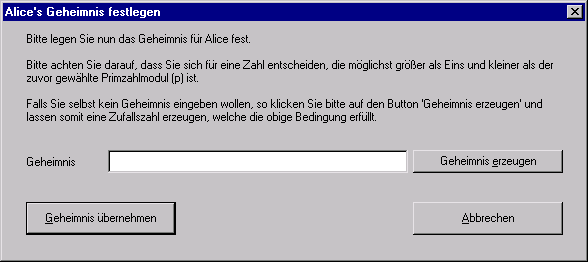 Alice's Geheimnis festlegen
Bitte legen Sie nun das Geheimnis für Alice fest.
Bitte achten Sie darauf, dass Sie sich für eine Zahl entscheiden, die möglichst größer als Eins und kleiner als der
zuvor gewählte Primzahlmodul (p) ist.
Falls Sie selbst kein Geheimnis eingeben wollen, so klicken Sie bitte auf den Button 'Geheimnis erzeugen' und
lassen somit eine Zufallszahl erzeugen, welche die obige Bedingung erfüllt.
Geheimnis
Geheimnis erzeugen
Geheimnis übernehmen
Abbrechen